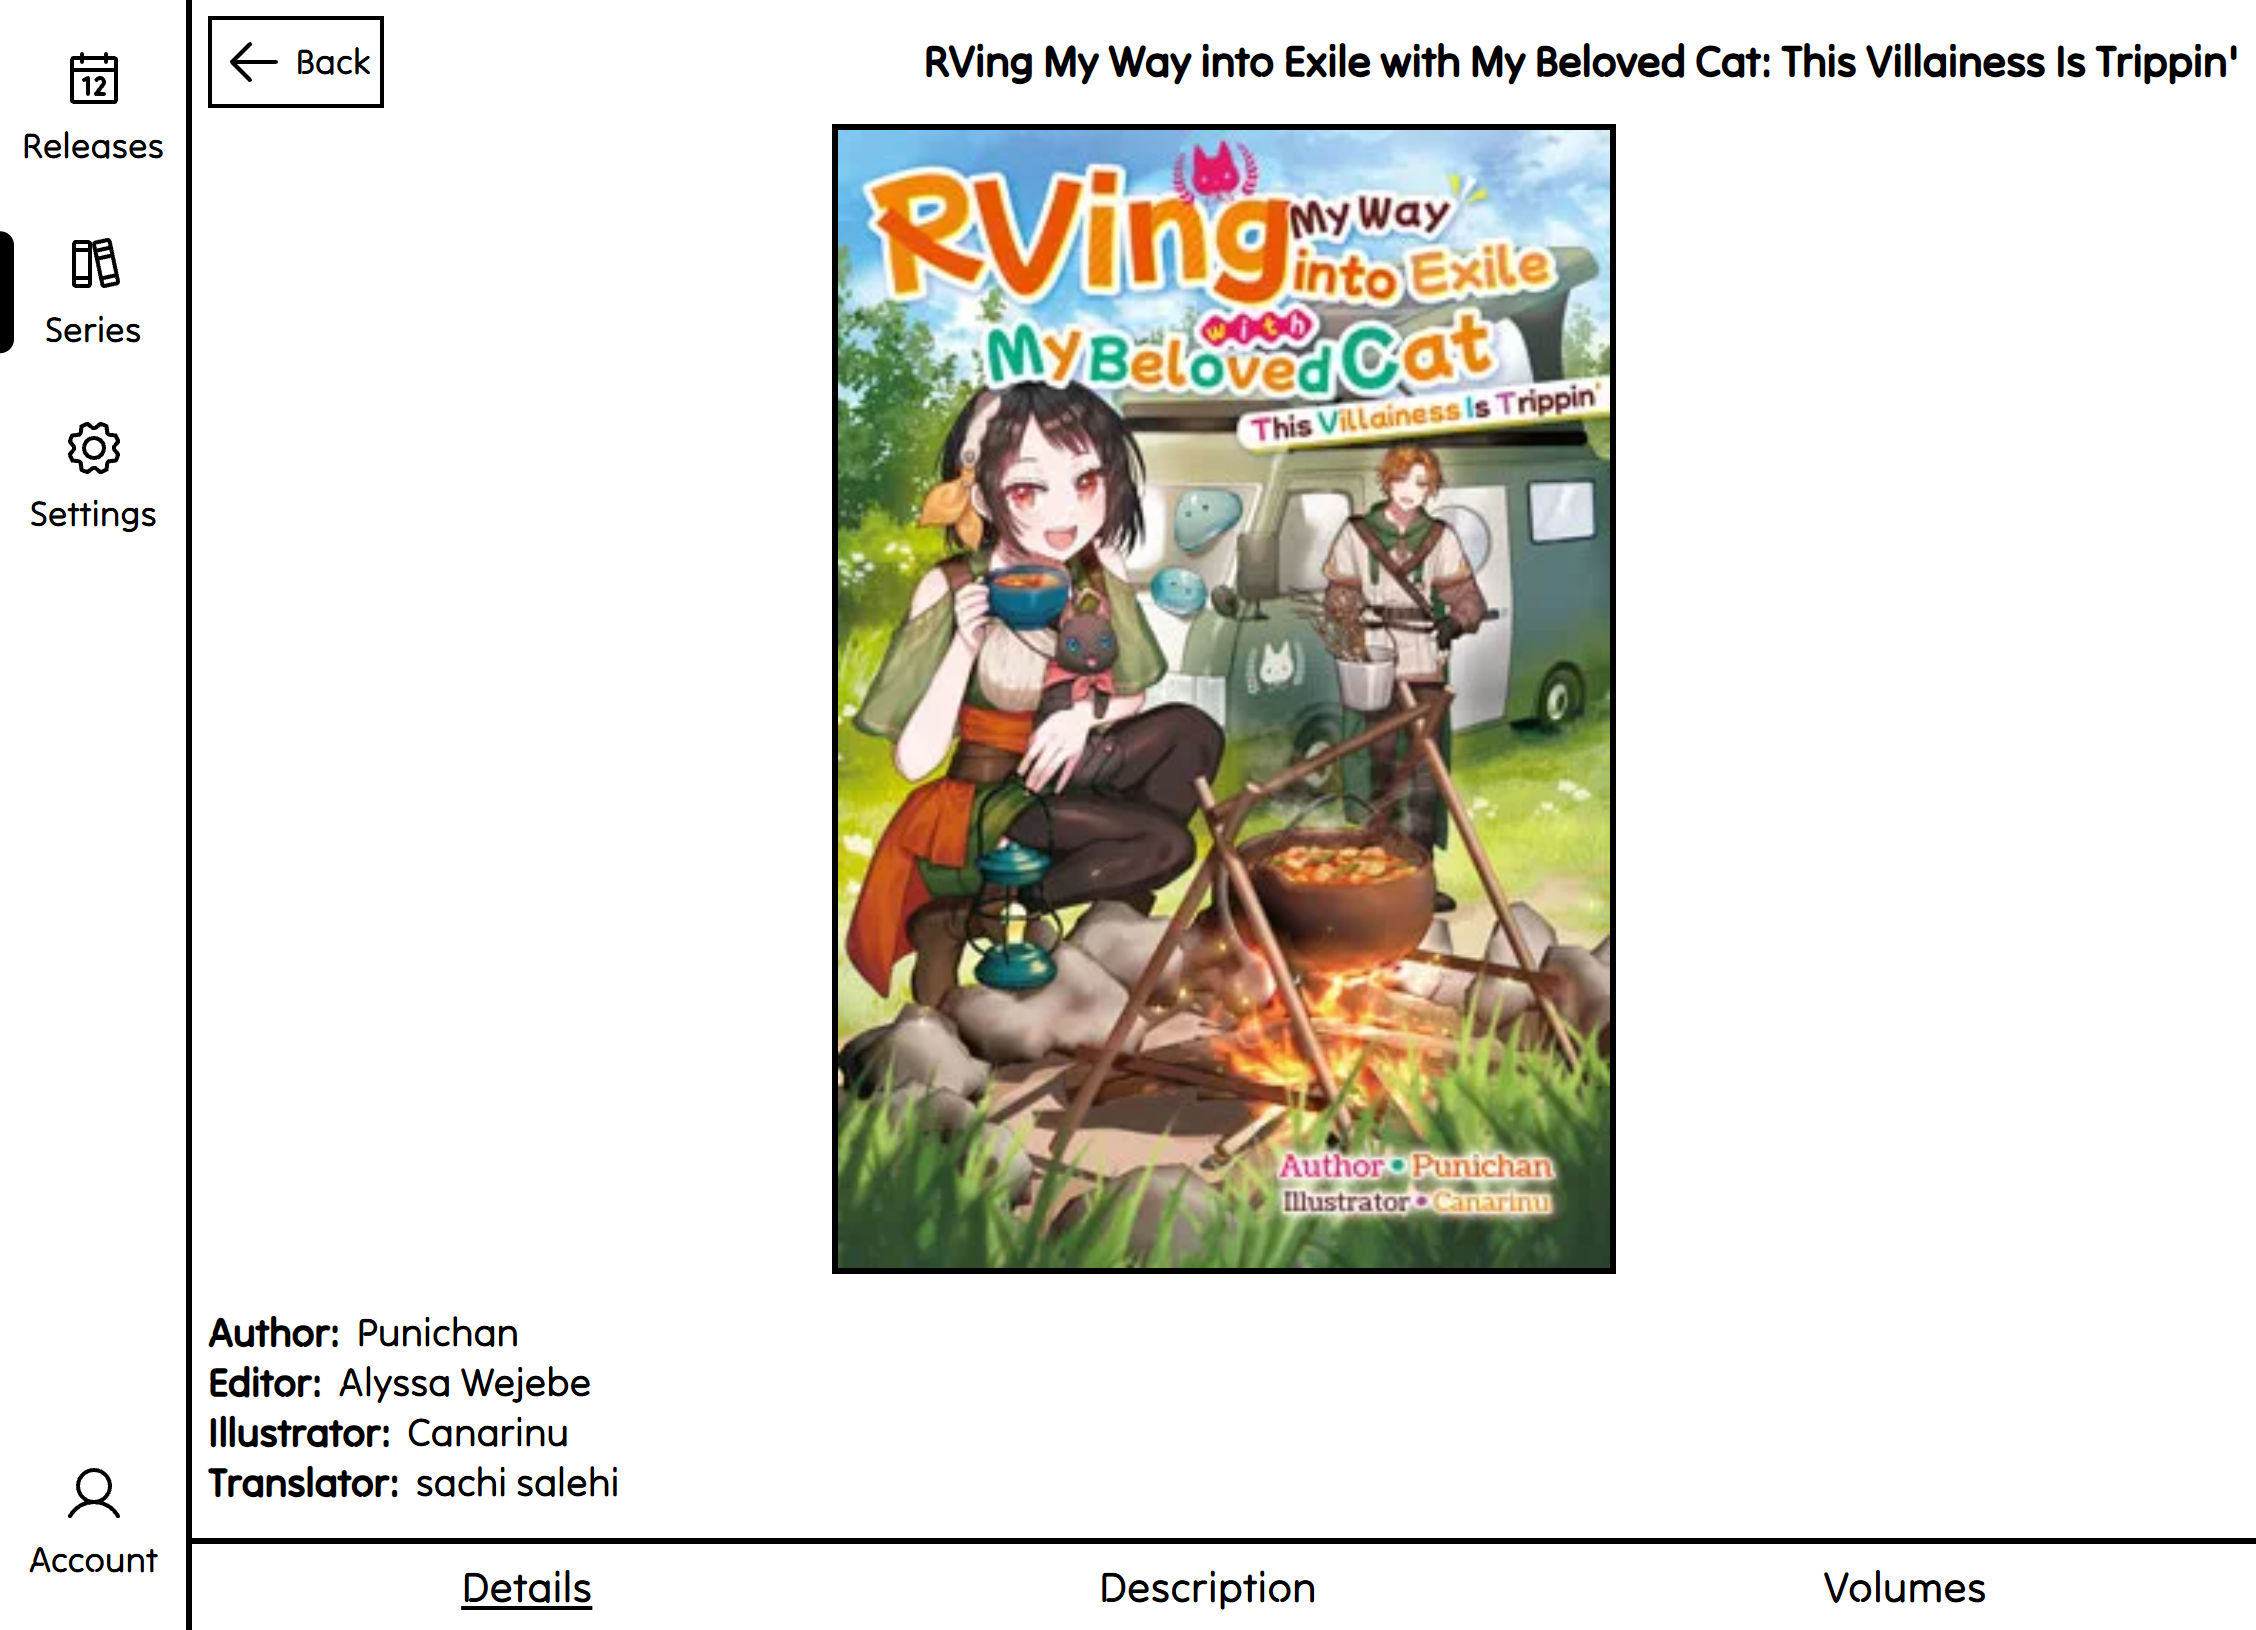 12
Releases
Series
Settings
Account
Back
RVing My Way into Exile with My Beloved Cat: This Villainess Is Trippin'
RVing My Way
into Exile
with
My Beloved Cat
This Villainess Is Trippin'
Author • Punichan
Illustrator • Canarinu
Author: Punichan
Editor: Alyssa Wejebe
Illustrator: Canarinu
Translator: sachi salehi
Details Description Volumes